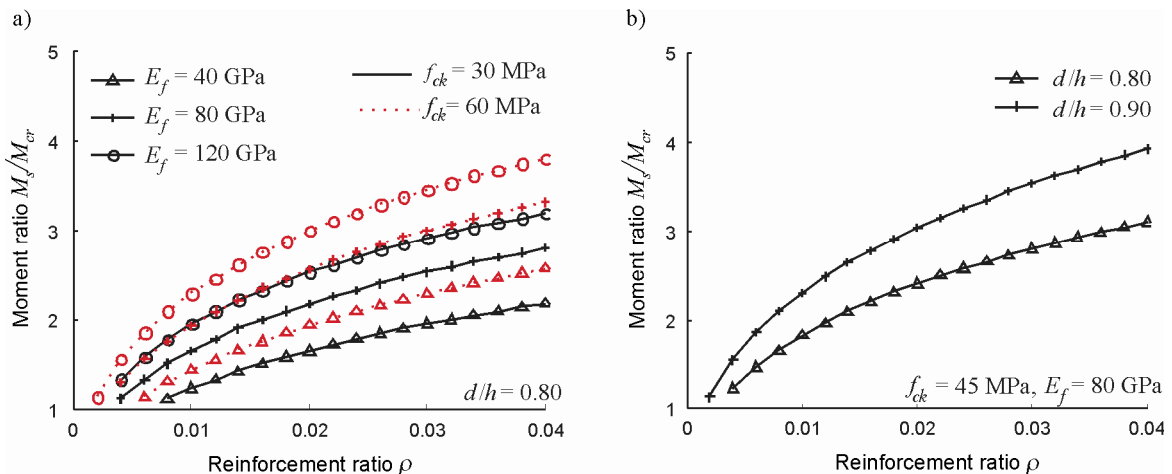 a)
Moment ratio M_s/M_cr
5
4
3
2
1
E_f = 40 GPa
E_f = 80 GPa
E_f = 120 GPa
f_ck = 30 MPa
f_ck = 60 MPa
d/h = 0.80
0 0.01 0.02 0.03 0.04
Reinforcement ratio ρ
b)
Moment ratio M_s/M_cr
5
4
3
2
1
d/h = 0.80
d/h = 0.90
f_ck = 45 MPa, E_f = 80 GPa
0 0.01 0.02 0.03 0.04
Reinforcement ratio ρ